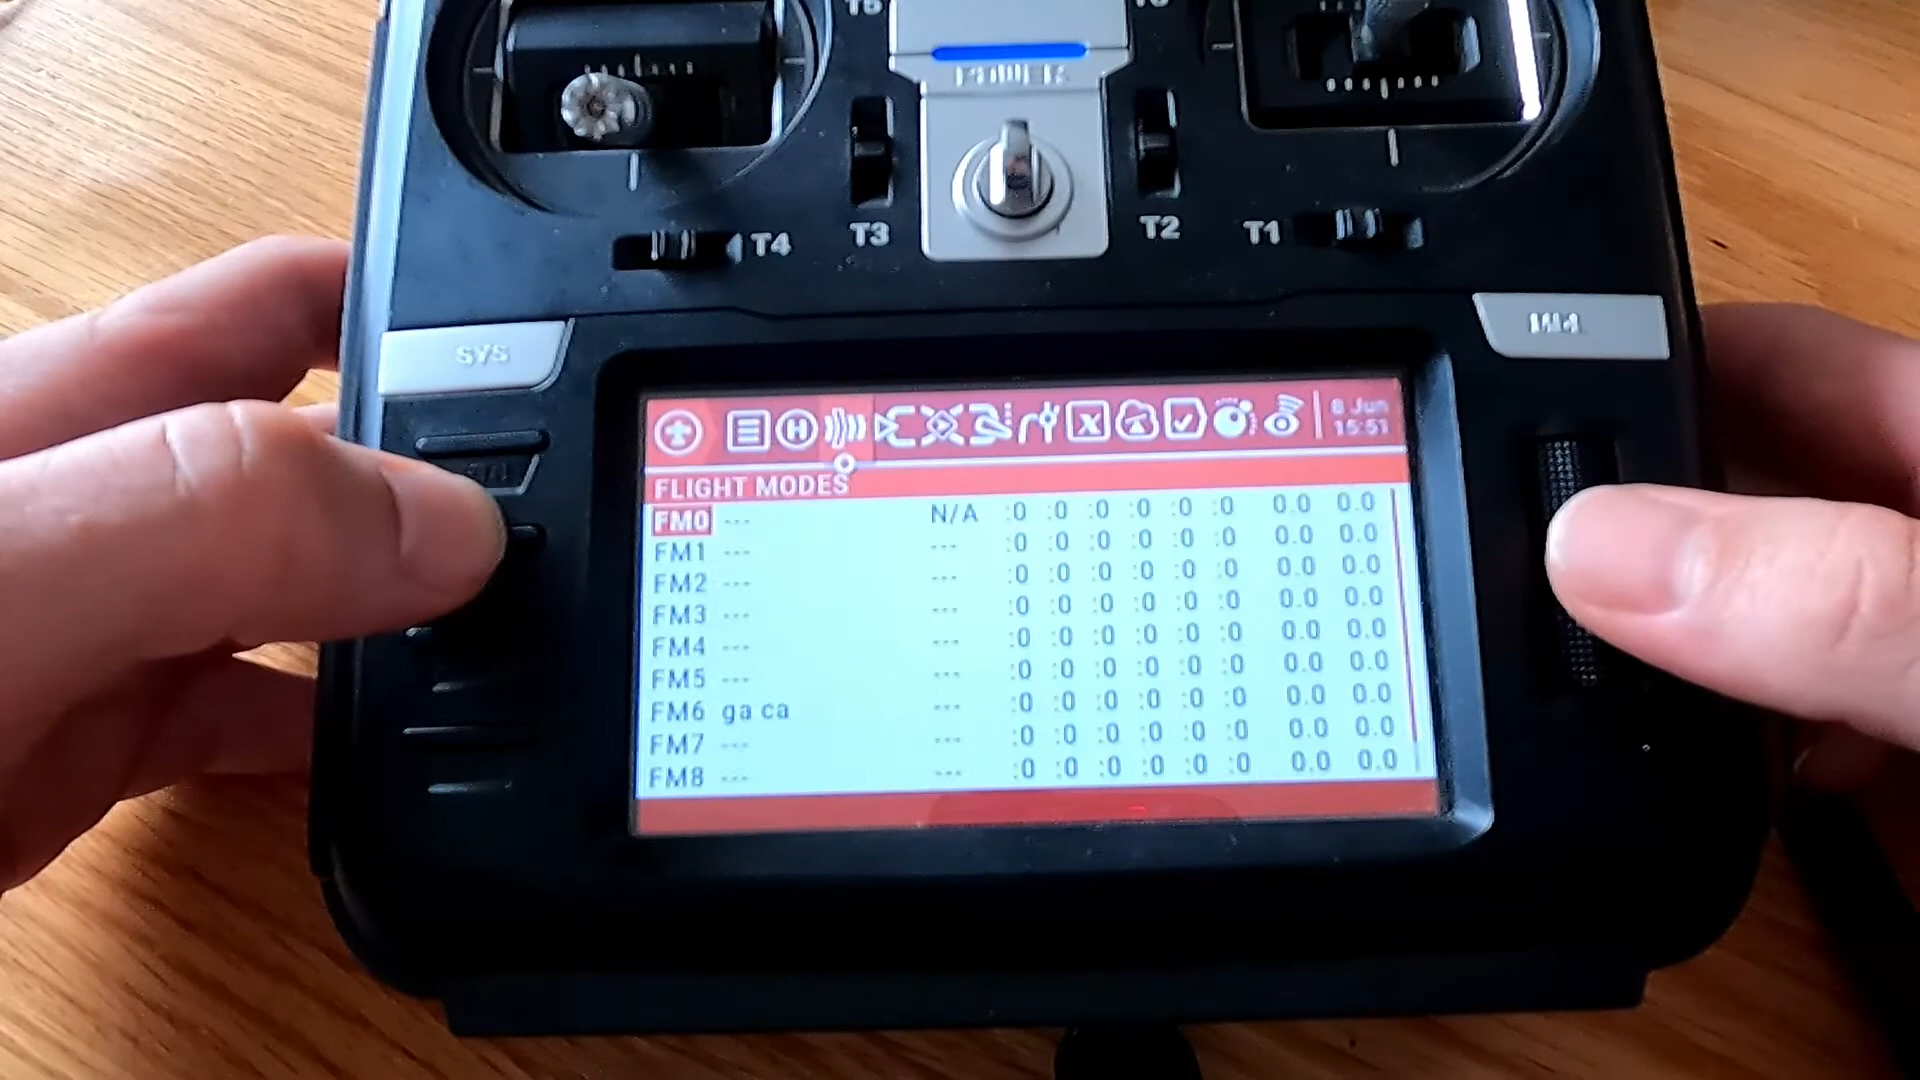 POWER
T4
T3
T2
T1
SYS
8 Jun
15:51
FLIGHT MODES
FM0 --- N/A :0 :0 :0 :0 :0 :0 0.0 0.0
FM1 --- --- :0 :0 :0 :0 :0 :0 0.0 0.0
FM2 --- --- :0 :0 :0 :0 :0 :0 0.0 0.0
FM3 --- --- :0 :0 :0 :0 :0 :0 0.0 0.0
FM4 --- --- :0 :0 :0 :0 :0 :0 0.0 0.0
FM5 --- --- :0 :0 :0 :0 :0 :0 0.0 0.0
FM6 ga ca --- :0 :0 :0 :0 :0 :0 0.0 0.0
FM7 --- --- :0 :0 :0 :0 :0 :0 0.0 0.0
FM8 --- --- :0 :0 :0 :0 :0 :0 0.0 0.0